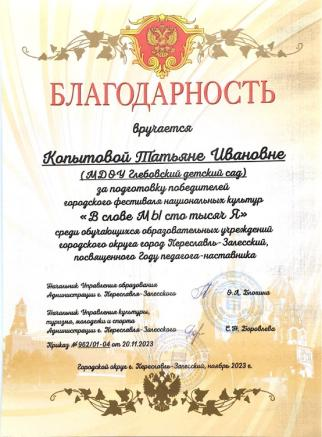 БЛАГОДАРНОСТЬ
вручается
Копытовой Татьяне Ивановне
(МДОУ Глебовский детский сад)
за подготовку победителей
городского фестиваля национальных культур
«В слове МЫ сто тысяч Я»
среди обучающихся образовательных учреждений
городского округа город Переславль-Залесский,
посвященного Году педагога-наставника
Начальник Управления образования
Администрации г. Переславля-Залесского
Начальник Управления культуры,
туризма, молодежи и спорта
Администрации г. Переславля-Залесского
Приказ № 962/01-04 от 20.11.2023
Городской округ г. Переславль-Залесский, ноябрь 2023 г.